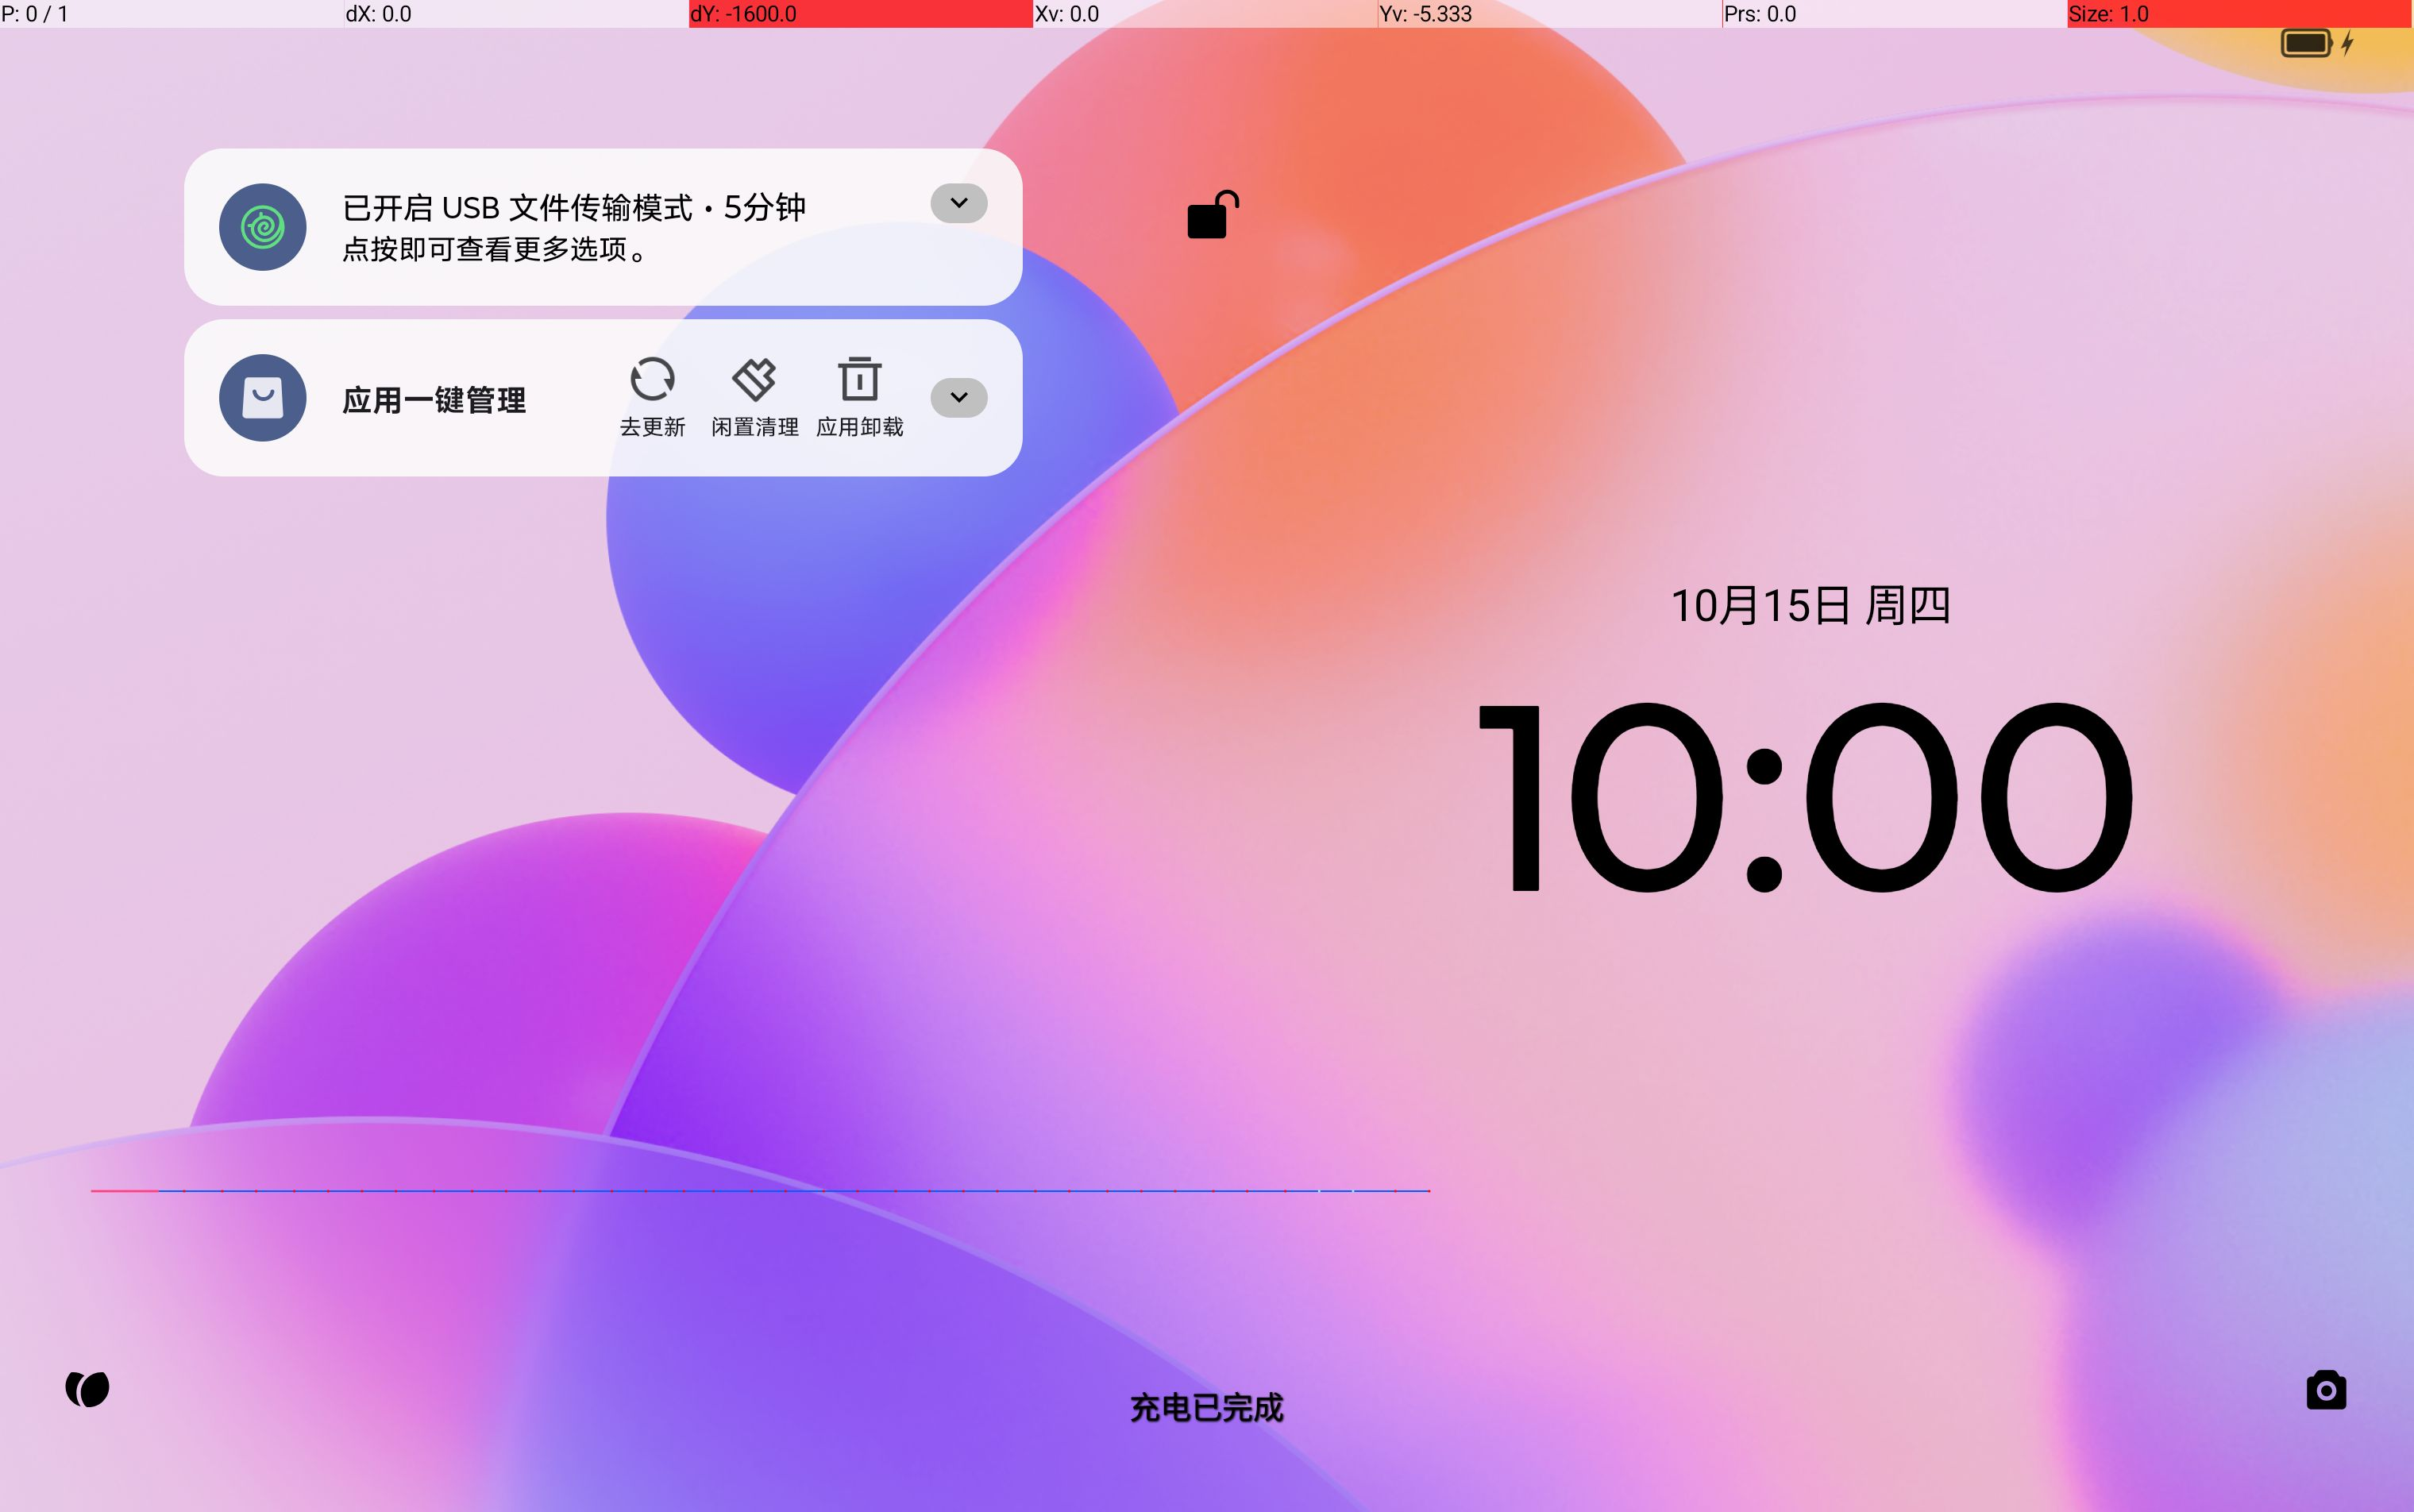 P: 0 / 1 dX: 0.0 dY: -1600.0 Xv: 0.0 Yv: -5.333 Prs: 0.0 Size: 1.0
已开启 USB 文件传输模式・5分钟
点按即可查看更多选项。
应用一键管理
去更新 闲置清理 应用卸载
10月15日 周四
10:00
充电已完成